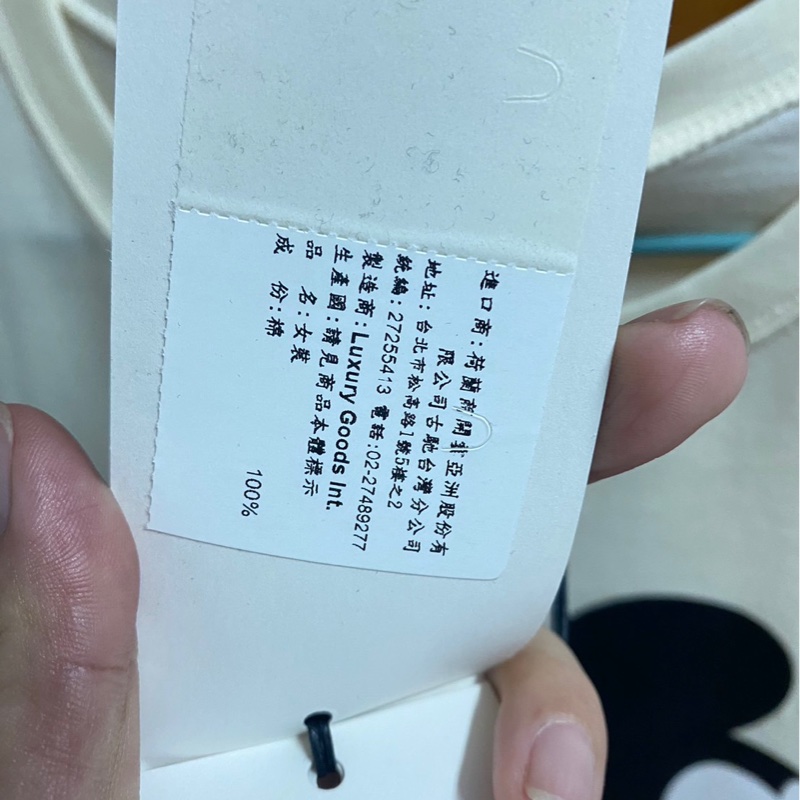 進口商:荷蘭商開雲亞洲股份有
限公司古馳台灣分公司
地址:台北市松高路1號5樓之2
統編:27255413 電話:02-27489277
製造商:Luxury Goods Int.
生產國:請見商品本體標示
品 名:女裝
成 份:棉 100%